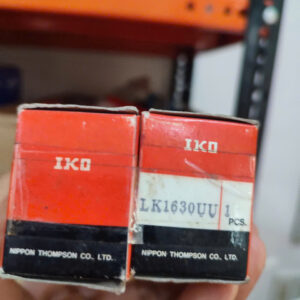 IKO
NIPPON THOMPSON CO., LTD.
IKO
LK1630UU 1
PCS.
NIPPON THOMPSON CO., LTD.